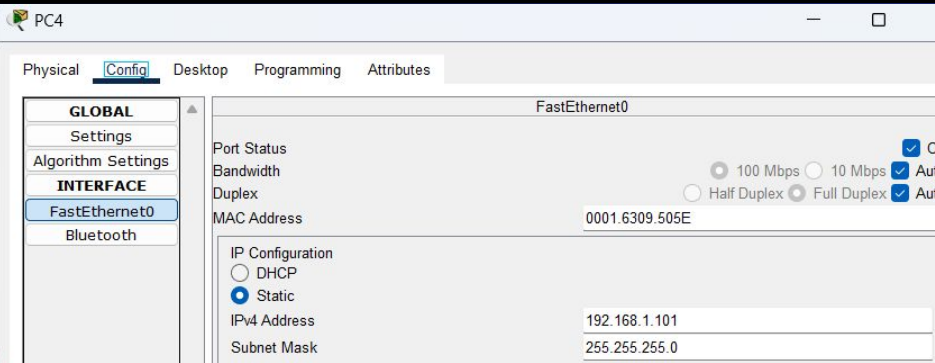 PC4
Physical Config Desktop Programming Attributes
GLOBAL
Settings
Algorithm Settings
INTERFACE
FastEthernet0
Bluetooth
FastEthernet0
Port Status
Bandwidth 100 Mbps 10 Mbps
Duplex Half Duplex Full Duplex
MAC Address 0001.6309.505E
IP Configuration
DHCP
Static
IPv4 Address 192.168.1.101
Subnet Mask 255.255.255.0